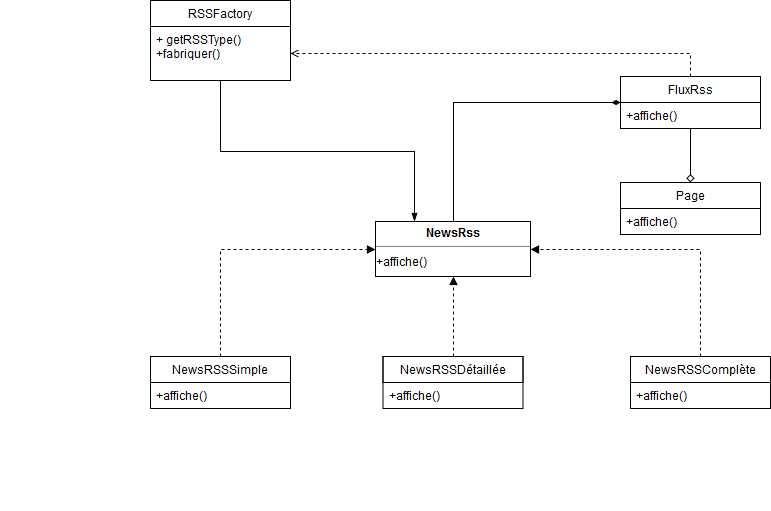 RSSFactory
+ getRSSType()
+fabriquer()
FluxRss
+affiche()
Page
+affiche()
NewsRss
+affiche()
NewsRSSSimple
+affiche()
NewsRSSDétaillée
+affiche()
NewsRSSComplète
+affiche()